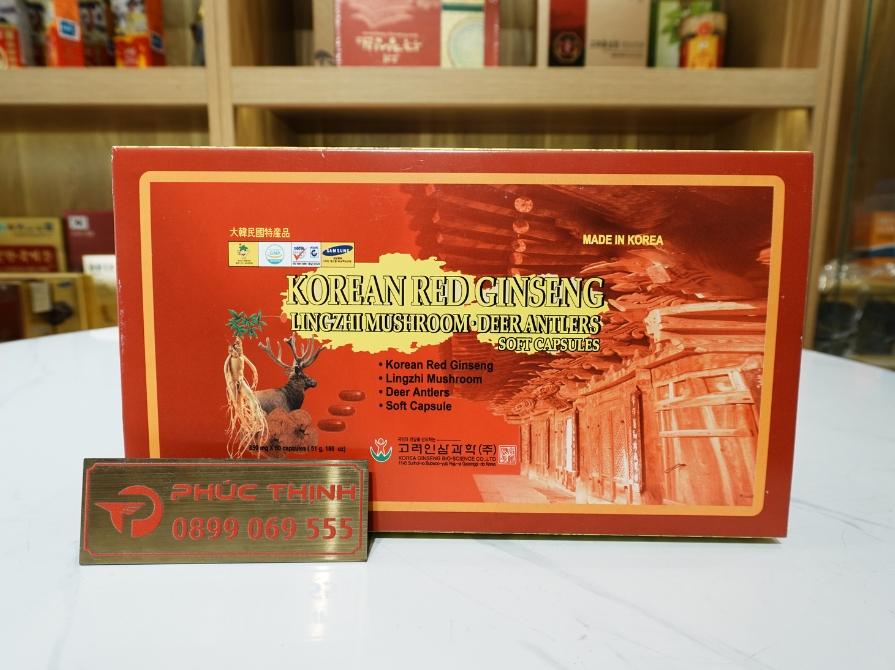 大韓民國特産品
MADE IN KOREA
SAMSUNG
KOREAN RED GINSENG
LINGZHI MUSHROOM·DEER ANTLERS
SOFT CAPSULES
• Korean Red Ginseng
• Lingzhi Mushroom
• Deer Antlers
• Soft Capsule
고려인삼과학(주)
KOREA GINSENG BIO-SCIENCE CO.,LTD
PHÚC THỊNH
0899 069 555